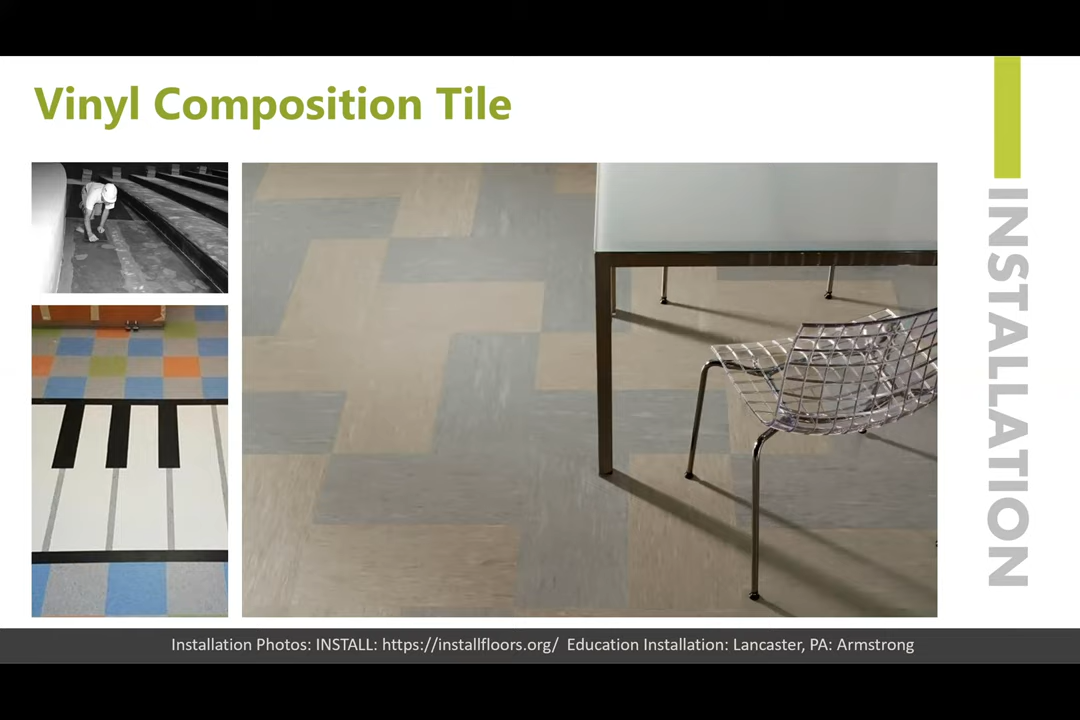 Vinyl Composition Tile
INSTALLATION
Installation Photos: INSTALL: https://installfloors.org/  Education Installation: Lancaster, PA: Armstrong